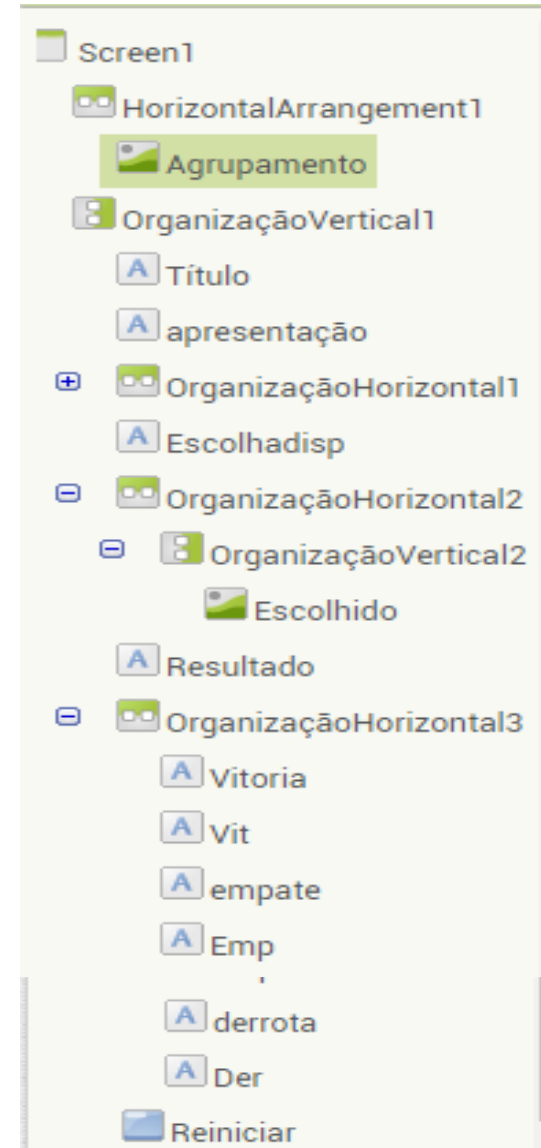 Screen1
HorizontalArrangement1
Agrupamento
OrganizaçãoVertical1
Título
apresentação
OrganizaçãoHorizontal1
Escolhadisp
OrganizaçãoHorizontal2
OrganizaçãoVertical2
Escolhido
Resultado
OrganizaçãoHorizontal3
Vitoria
Vit
empate
Emp
derrota
Der
Reiniciar